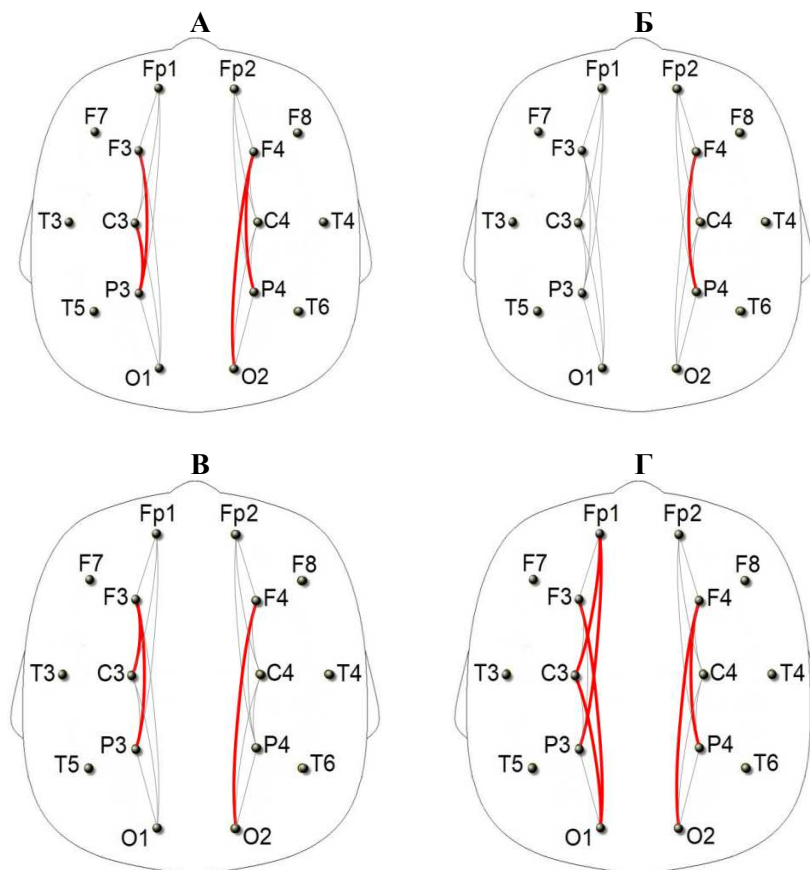 А Б
Fp1 Fp2 Fp1 Fp2
F7 F8 F7 F8
F3 F4 F3 F4
T3 C3 C4 T4 T3 C3 C4 T4
P3 P4 P3 P4
T5 T6 T5 T6
O1 O2 O1 O2
В Г
Fp1 Fp2 Fp1 Fp2
F7 F8 F7 F8
F3 F4 F3 F4
T3 C3 C4 T4 T3 C3 C4 T4
P3 P4 P3 P4
T5 T6 T5 T6
O1 O2 O1 O2